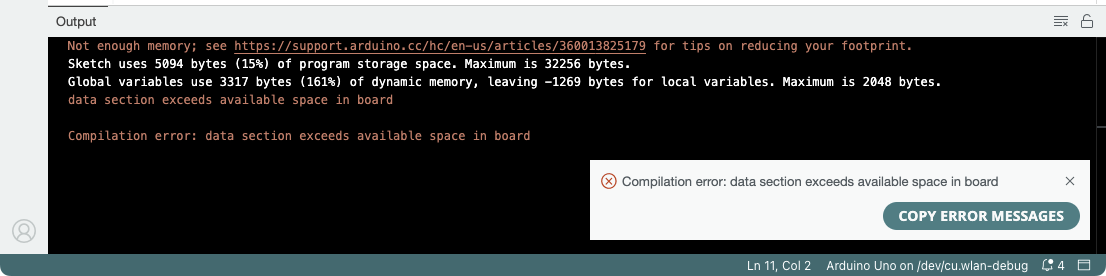 Output
Not enough memory; see https://support.arduino.cc/hc/en-us/articles/360013825179 for tips on reducing your footprint.
Sketch uses 5094 bytes (15%) of program storage space. Maximum is 32256 bytes.
Global variables use 3317 bytes (161%) of dynamic memory, leaving -1269 bytes for local variables. Maximum is 2048 bytes.
data section exceeds available space in board
Compilation error: data section exceeds available space in board
Compilation error: data section exceeds available space in board
COPY ERROR MESSAGES
Ln 11, Col 2 Arduino Uno on /dev/cu.wlan-debug 4